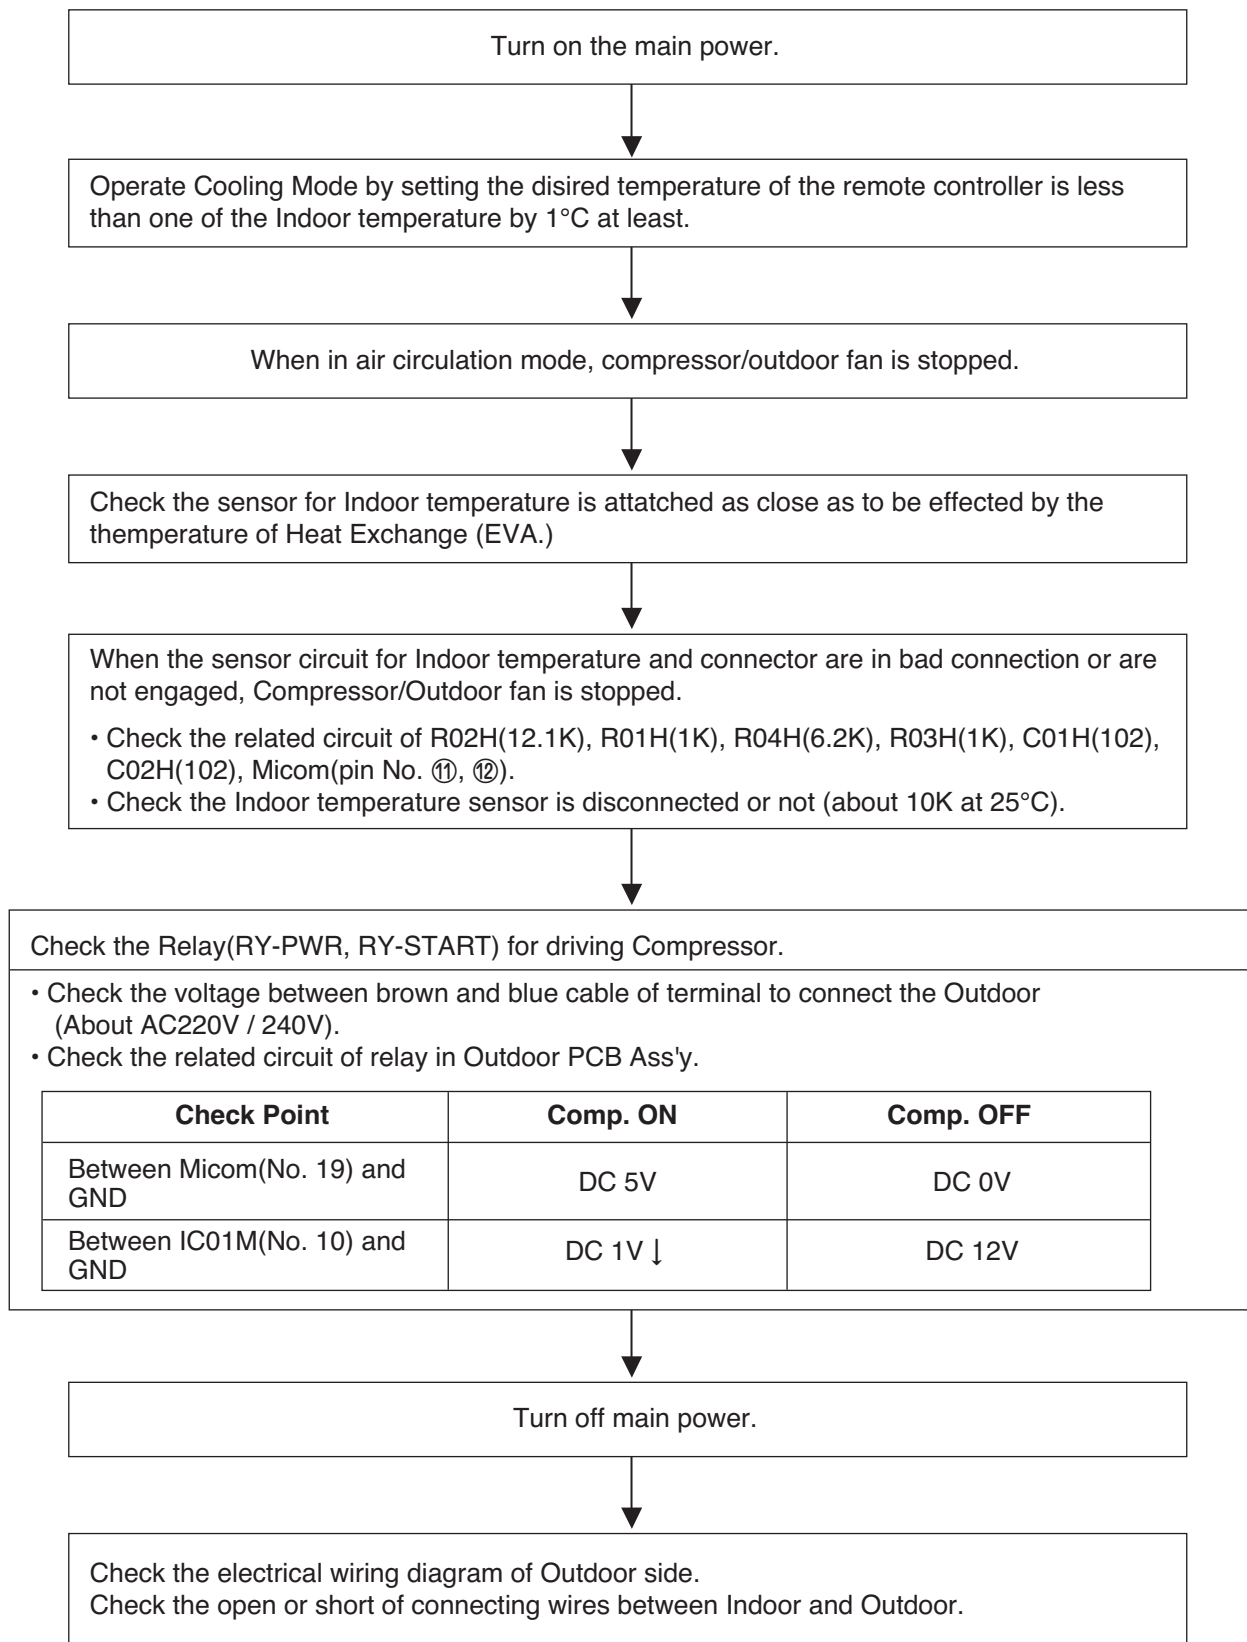 Turn on the main power.
Operate Cooling Mode by setting the disired temperature of the remote controller is less
than one of the Indoor temperature by 1°C at least.
When in air circulation mode, compressor/outdoor fan is stopped.
Check the sensor for Indoor temperature is attatched as close as to be effected by the
themperature of Heat Exchange (EVA.)
When the sensor circuit for Indoor temperature and connector are in bad connection or are
not engaged, Compressor/Outdoor fan is stopped.
• Check the related circuit of R02H(12.1K), R01H(1K), R04H(6.2K), R03H(1K), C01H(102),
C02H(102), Micom(pin No. ⑪, ⑫).
• Check the Indoor temperature sensor is disconnected or not (about 10K at 25°C).
Check the Relay(RY-PWR, RY-START) for driving Compressor.
• Check the voltage between brown and blue cable of terminal to connect the Outdoor
(About AC220V / 240V).
• Check the related circuit of relay in Outdoor PCB Ass'y.
Check Point Comp. ON Comp. OFF
Between Micom(No. 19) and
GND DC 5V DC 0V
Between IC01M(No. 10) and
GND DC 1V ↓ DC 12V
Turn off main power.
Check the electrical wiring diagram of Outdoor side.
Check the open or short of connecting wires between Indoor and Outdoor.